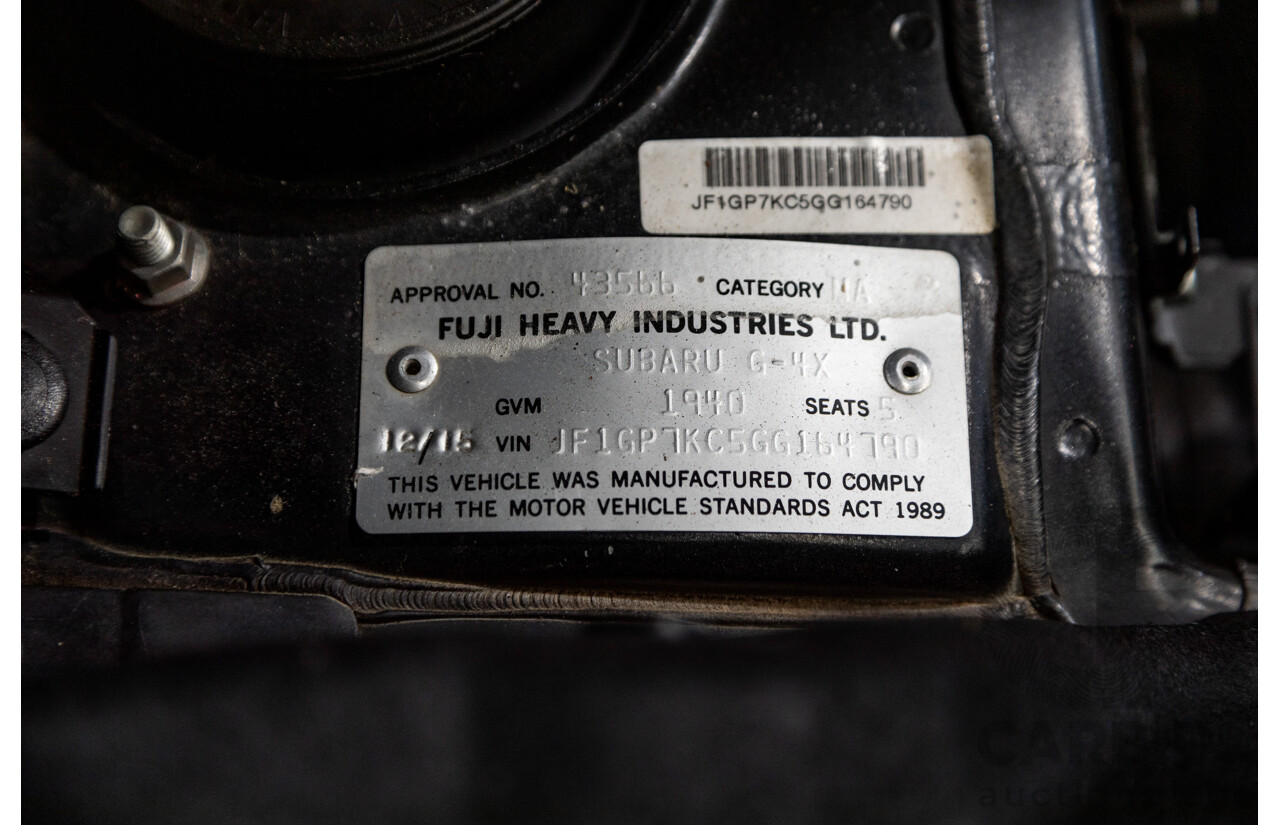 JF1GP7KC5GG164790
APPROVAL NO. 43566 CATEGORY MA
FUJI HEAVY INDUSTRIES LTD.
SUBARU G-4X
GVM 1940 SEATS 5
12/15 VIN JF1GP7KC5GG164790
THIS VEHICLE WAS MANUFACTURED TO COMPLY
WITH THE MOTOR VEHICLE STANDARDS ACT 1989